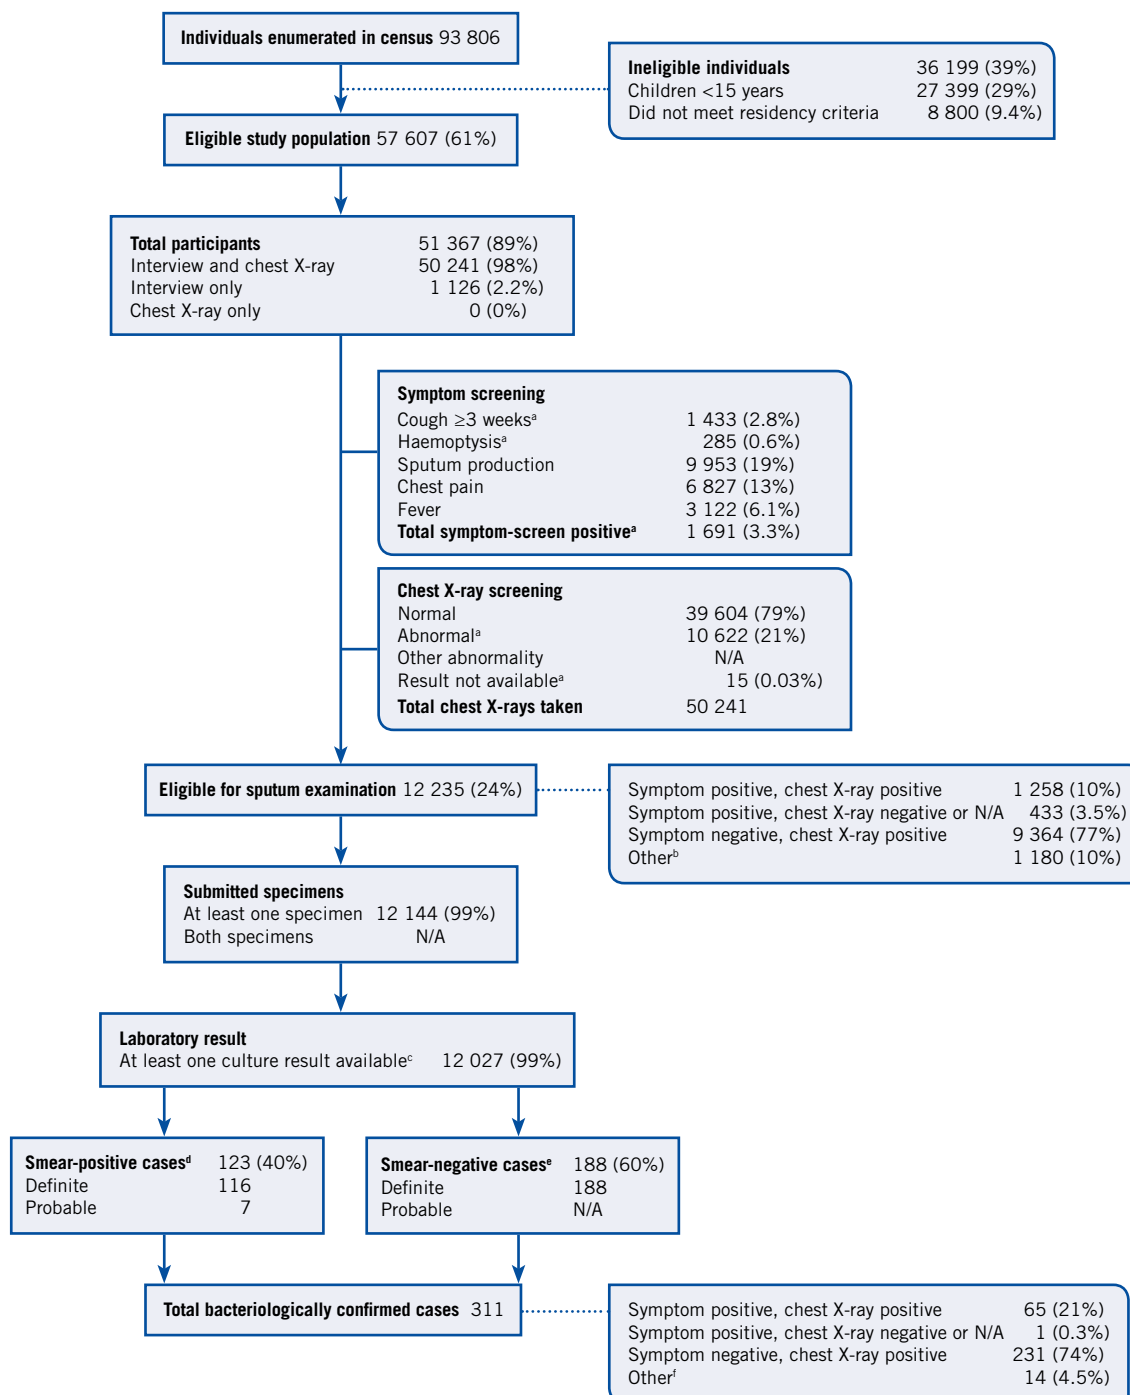 Individuals enumerated in census 93 806
Ineligible individuals 36 199 (39%)
Children <15 years 27 399 (29%)
Did not meet residency criteria 8 800 (9.4%)
Eligible study population 57 607 (61%)
Total participants 51 367 (89%)
Interview and chest X-ray 50 241 (98%)
Interview only 1 126 (2.2%)
Chest X-ray only 0 (0%)
Symptom screening
Cough ≥3 weeksᵃ 1 433 (2.8%)
Haemoptysisᵃ 285 (0.6%)
Sputum production 9 953 (19%)
Chest pain 6 827 (13%)
Fever 3 122 (6.1%)
Total symptom-screen positiveᵃ 1 691 (3.3%)
Chest X-ray screening
Normal 39 604 (79%)
Abnormalᵃ 10 622 (21%)
Other abnormality N/A
Result not availableᵃ 15 (0.03%)
Total chest X-rays taken 50 241
Eligible for sputum examination 12 235 (24%)
Symptom positive, chest X-ray positive 1 258 (10%)
Symptom positive, chest X-ray negative or N/A 433 (3.5%)
Symptom negative, chest X-ray positive 9 364 (77%)
Otherᵇ 1 180 (10%)
Submitted specimens
At least one specimen 12 144 (99%)
Both specimens N/A
Laboratory result
At least one culture result availableᶜ 12 027 (99%)
Smear-positive casesᵈ 123 (40%)
Definite 116
Probable 7
Smear-negative casesᵉ 188 (60%)
Definite 188
Probable N/A
Total bacteriologically confirmed cases 311
Symptom positive, chest X-ray positive 65 (21%)
Symptom positive, chest X-ray negative or N/A 1 (0.3%)
Symptom negative, chest X-ray positive 231 (74%)
Otherᶠ 14 (4.5%)